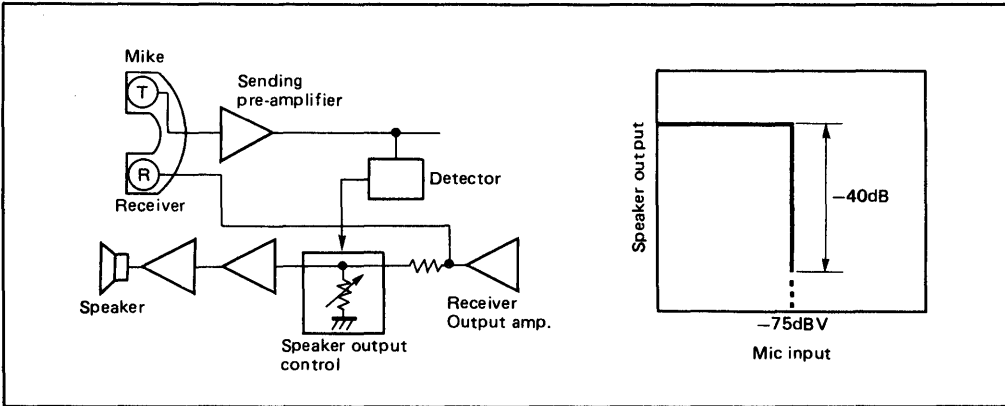 Mike
T
Sending
pre-amplifier
R
Receiver
Detector
Speaker
Speaker output
control
Receiver
Output amp.
Speaker output
−40dB
−75dBV
Mic input